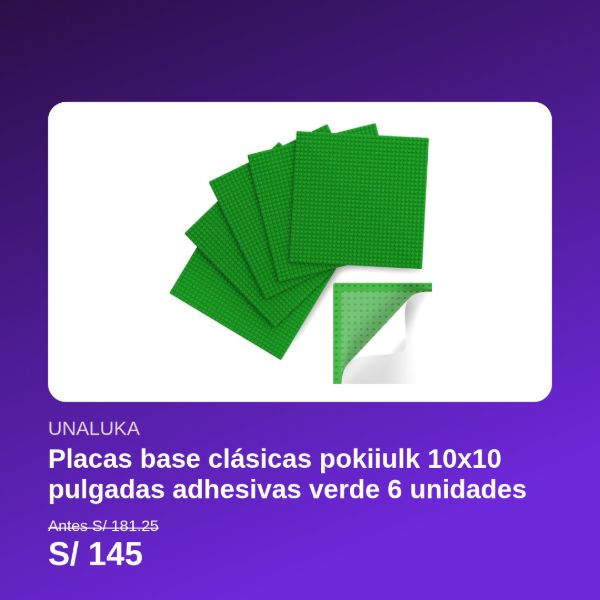 UNALUKA
Placas base clásicas pokiiulk 10x10
pulgadas adhesivas verde 6 unidades
Antes S/ 181.25
S/ 145